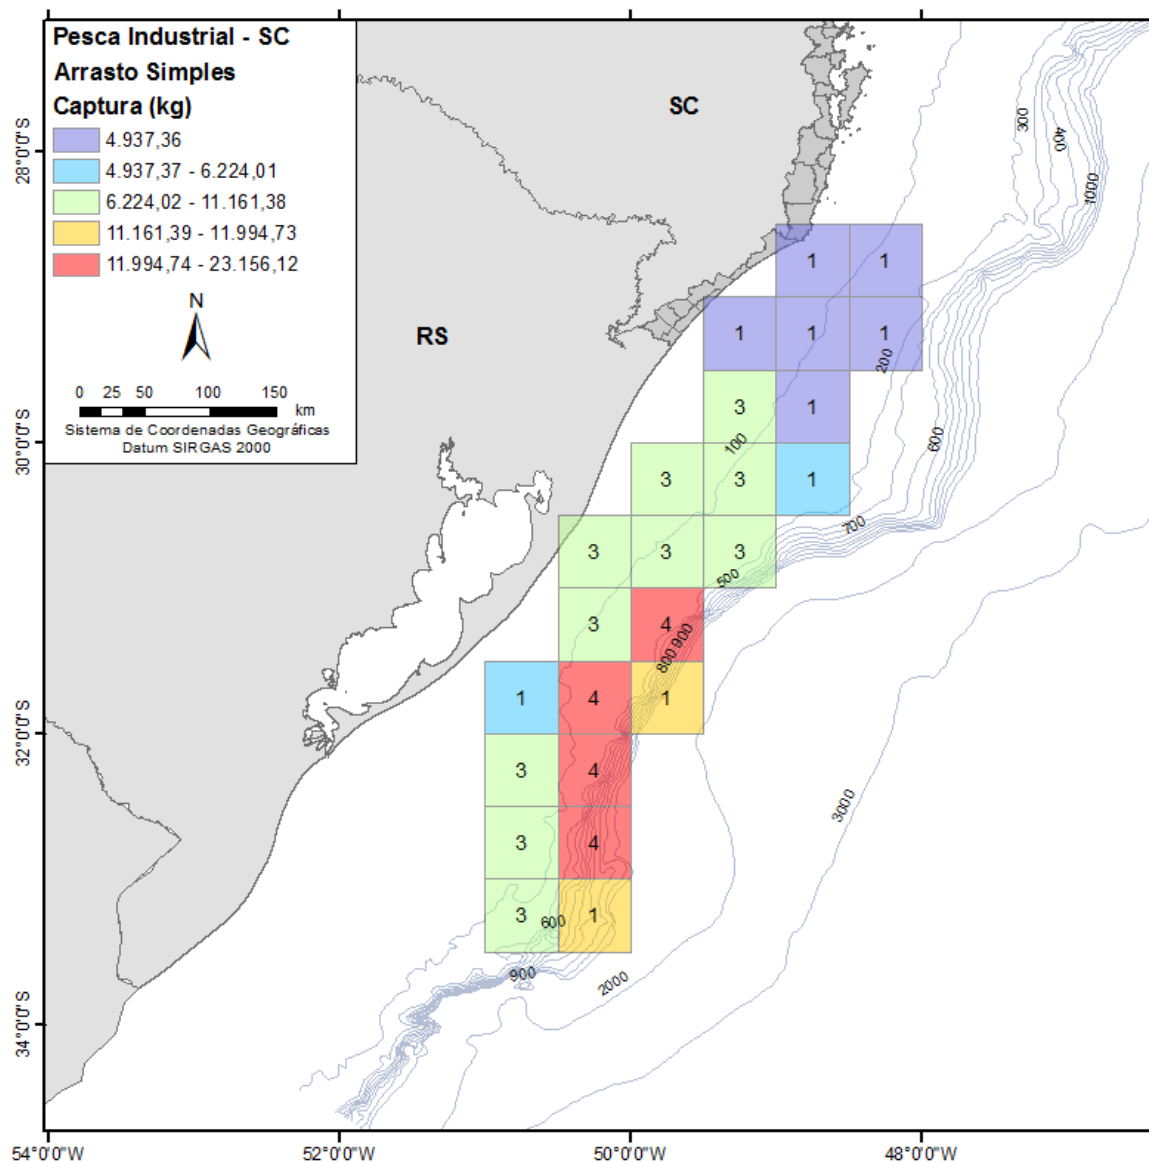 Pesca Industrial - SC
Arrasto Simples
Captura (kg)
4.937,36
4.937,37 - 6.224,01
6.224,02 - 11.161,38
11.161,39 - 11.994,73
11.994,74 - 23.156,12
N
0 25 50 100 150
km
Sistema de Coordenadas Geográficas
Datum SIRGAS 2000
SC
RS
300
400
1000
1 1
1 1 1
200
3 1
100
600
3 3 1
700
3 3 3
500
3 4
800 900
1 4 1
3 4
3 4
3000
3 600 1
900
2000
28°0'0"S
30°0'0"S
32°0'0"S
34°0'0"S
54°0'0"W 52°0'0"W 50°0'0"W 48°0'0"W